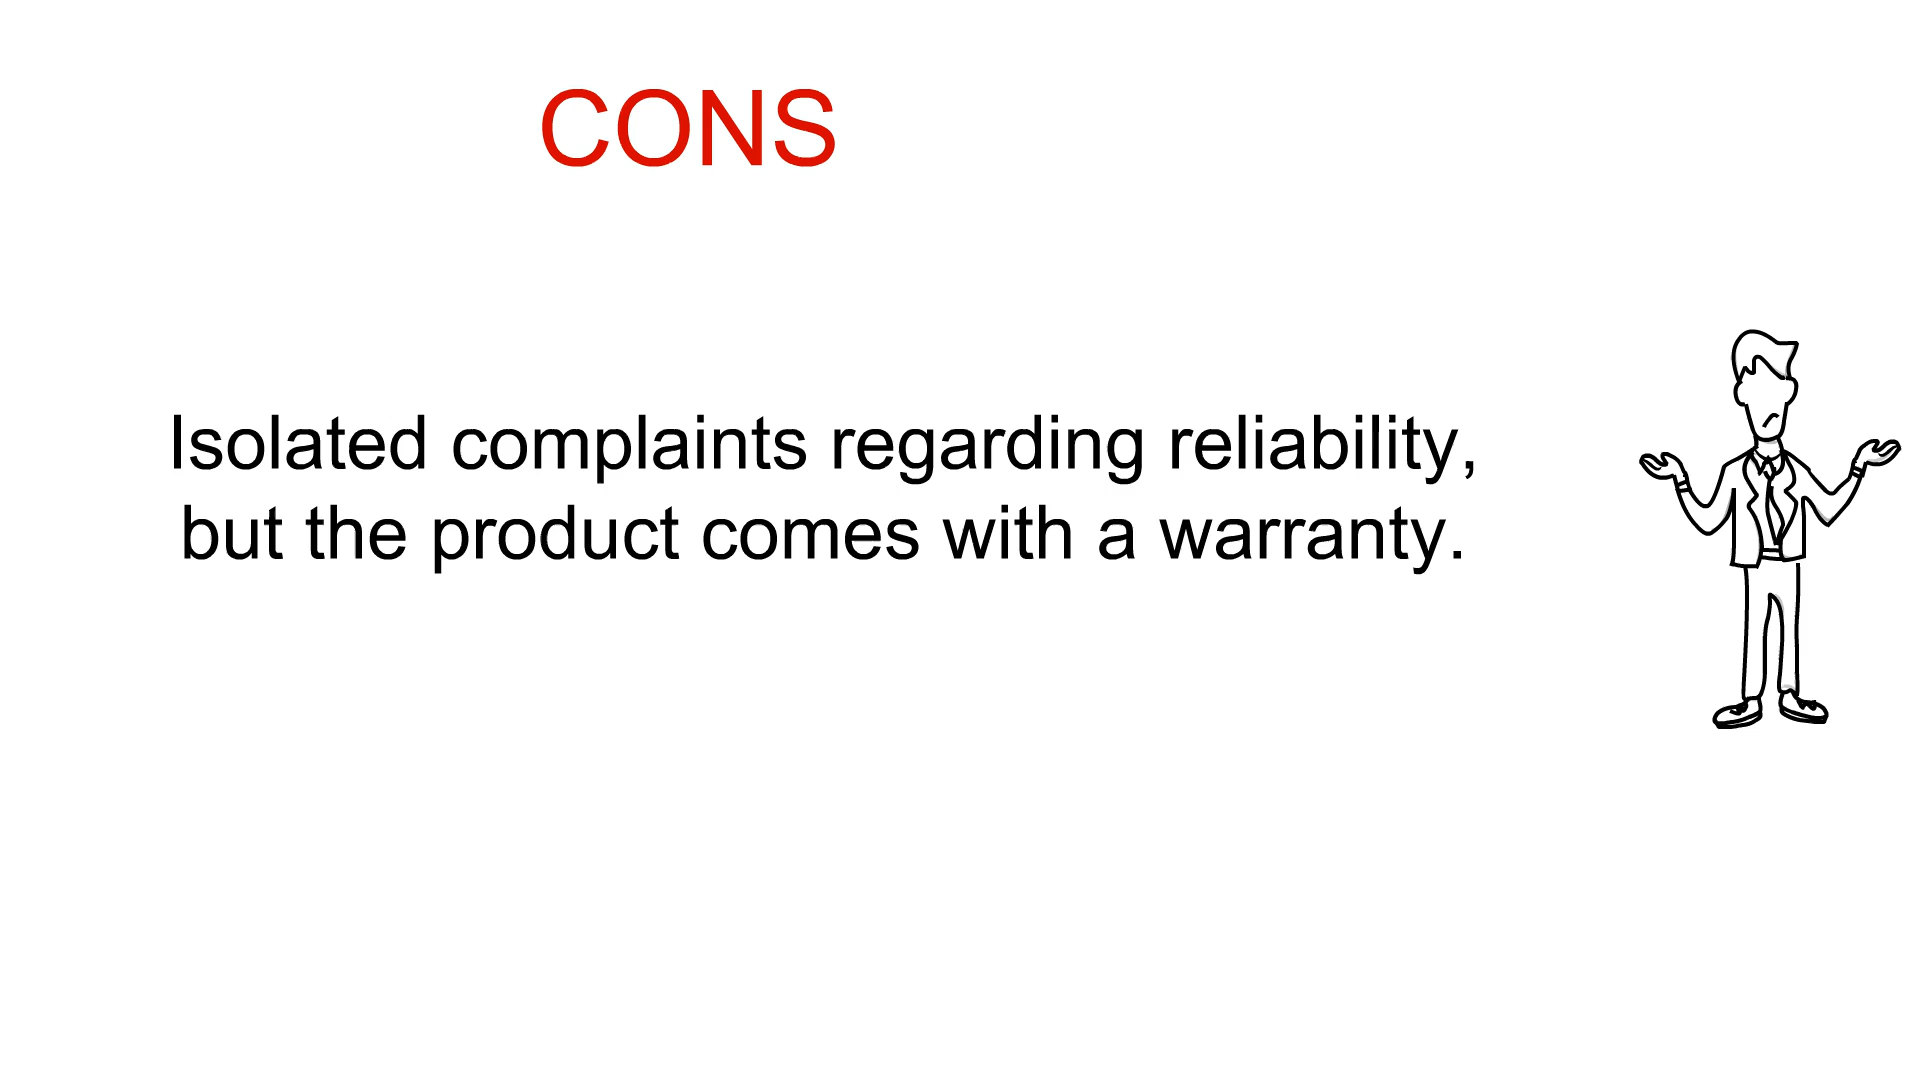 CONS
Isolated complaints regarding reliability,
but the product comes with a warranty.